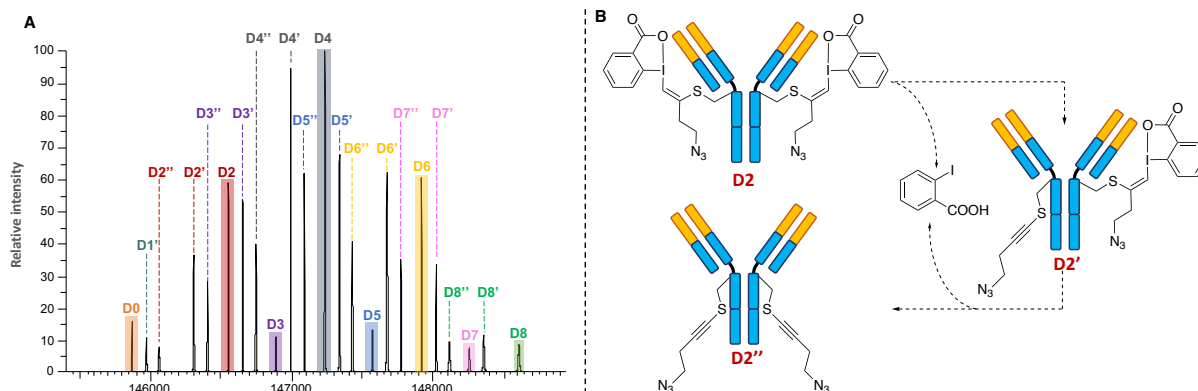 A
B
Relative intensity
100
90
80
70
60
50
40
30
20
10
0
146000
147000
148000
D0
D1’
D2’’
D2’
D2
D3’’
D3’
D3
D4’’
D4’
D4
D5’’
D5’
D5
D6’’
D6’
D6
D7’’
D7’
D7
D8’’
D8’
D8
O
O
I
S
N3
D2
O
O
I
S
N3
I
COOH
O
O
I
S
N3
S
N3
D2’
S
N3
S
N3
D2’’